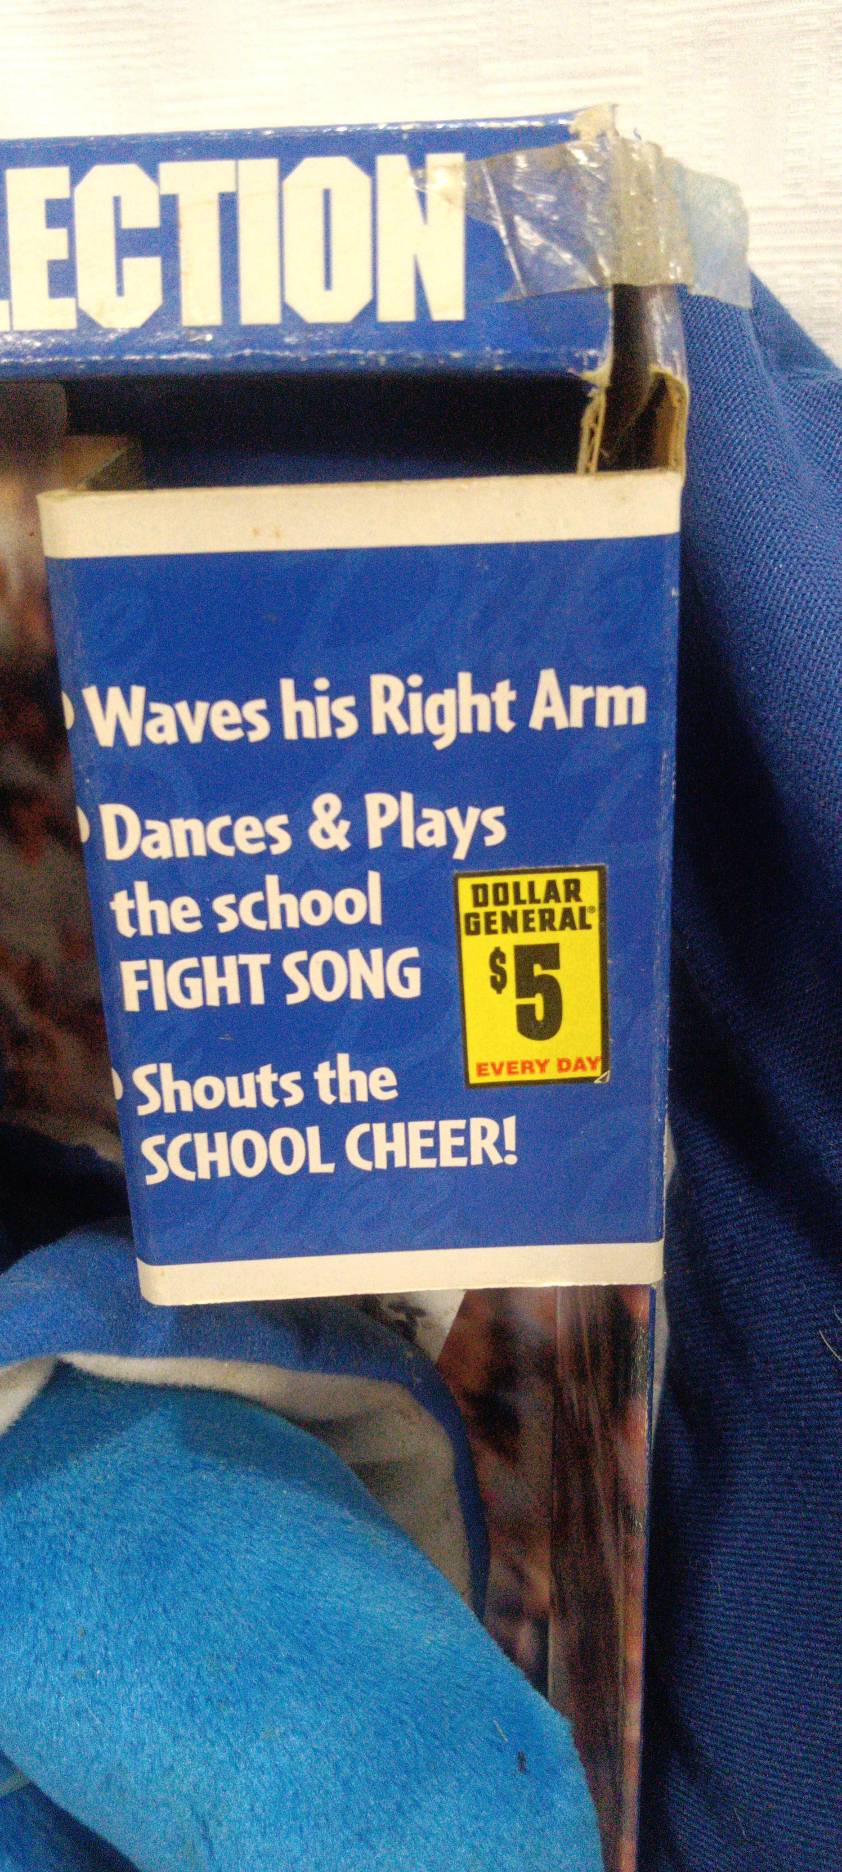 LECTION
• Waves his Right Arm
• Dances & Plays
the school
FIGHT SONG
• Shouts the
SCHOOL CHEER!
DOLLAR
GENERAL®
$5
EVERY DAY